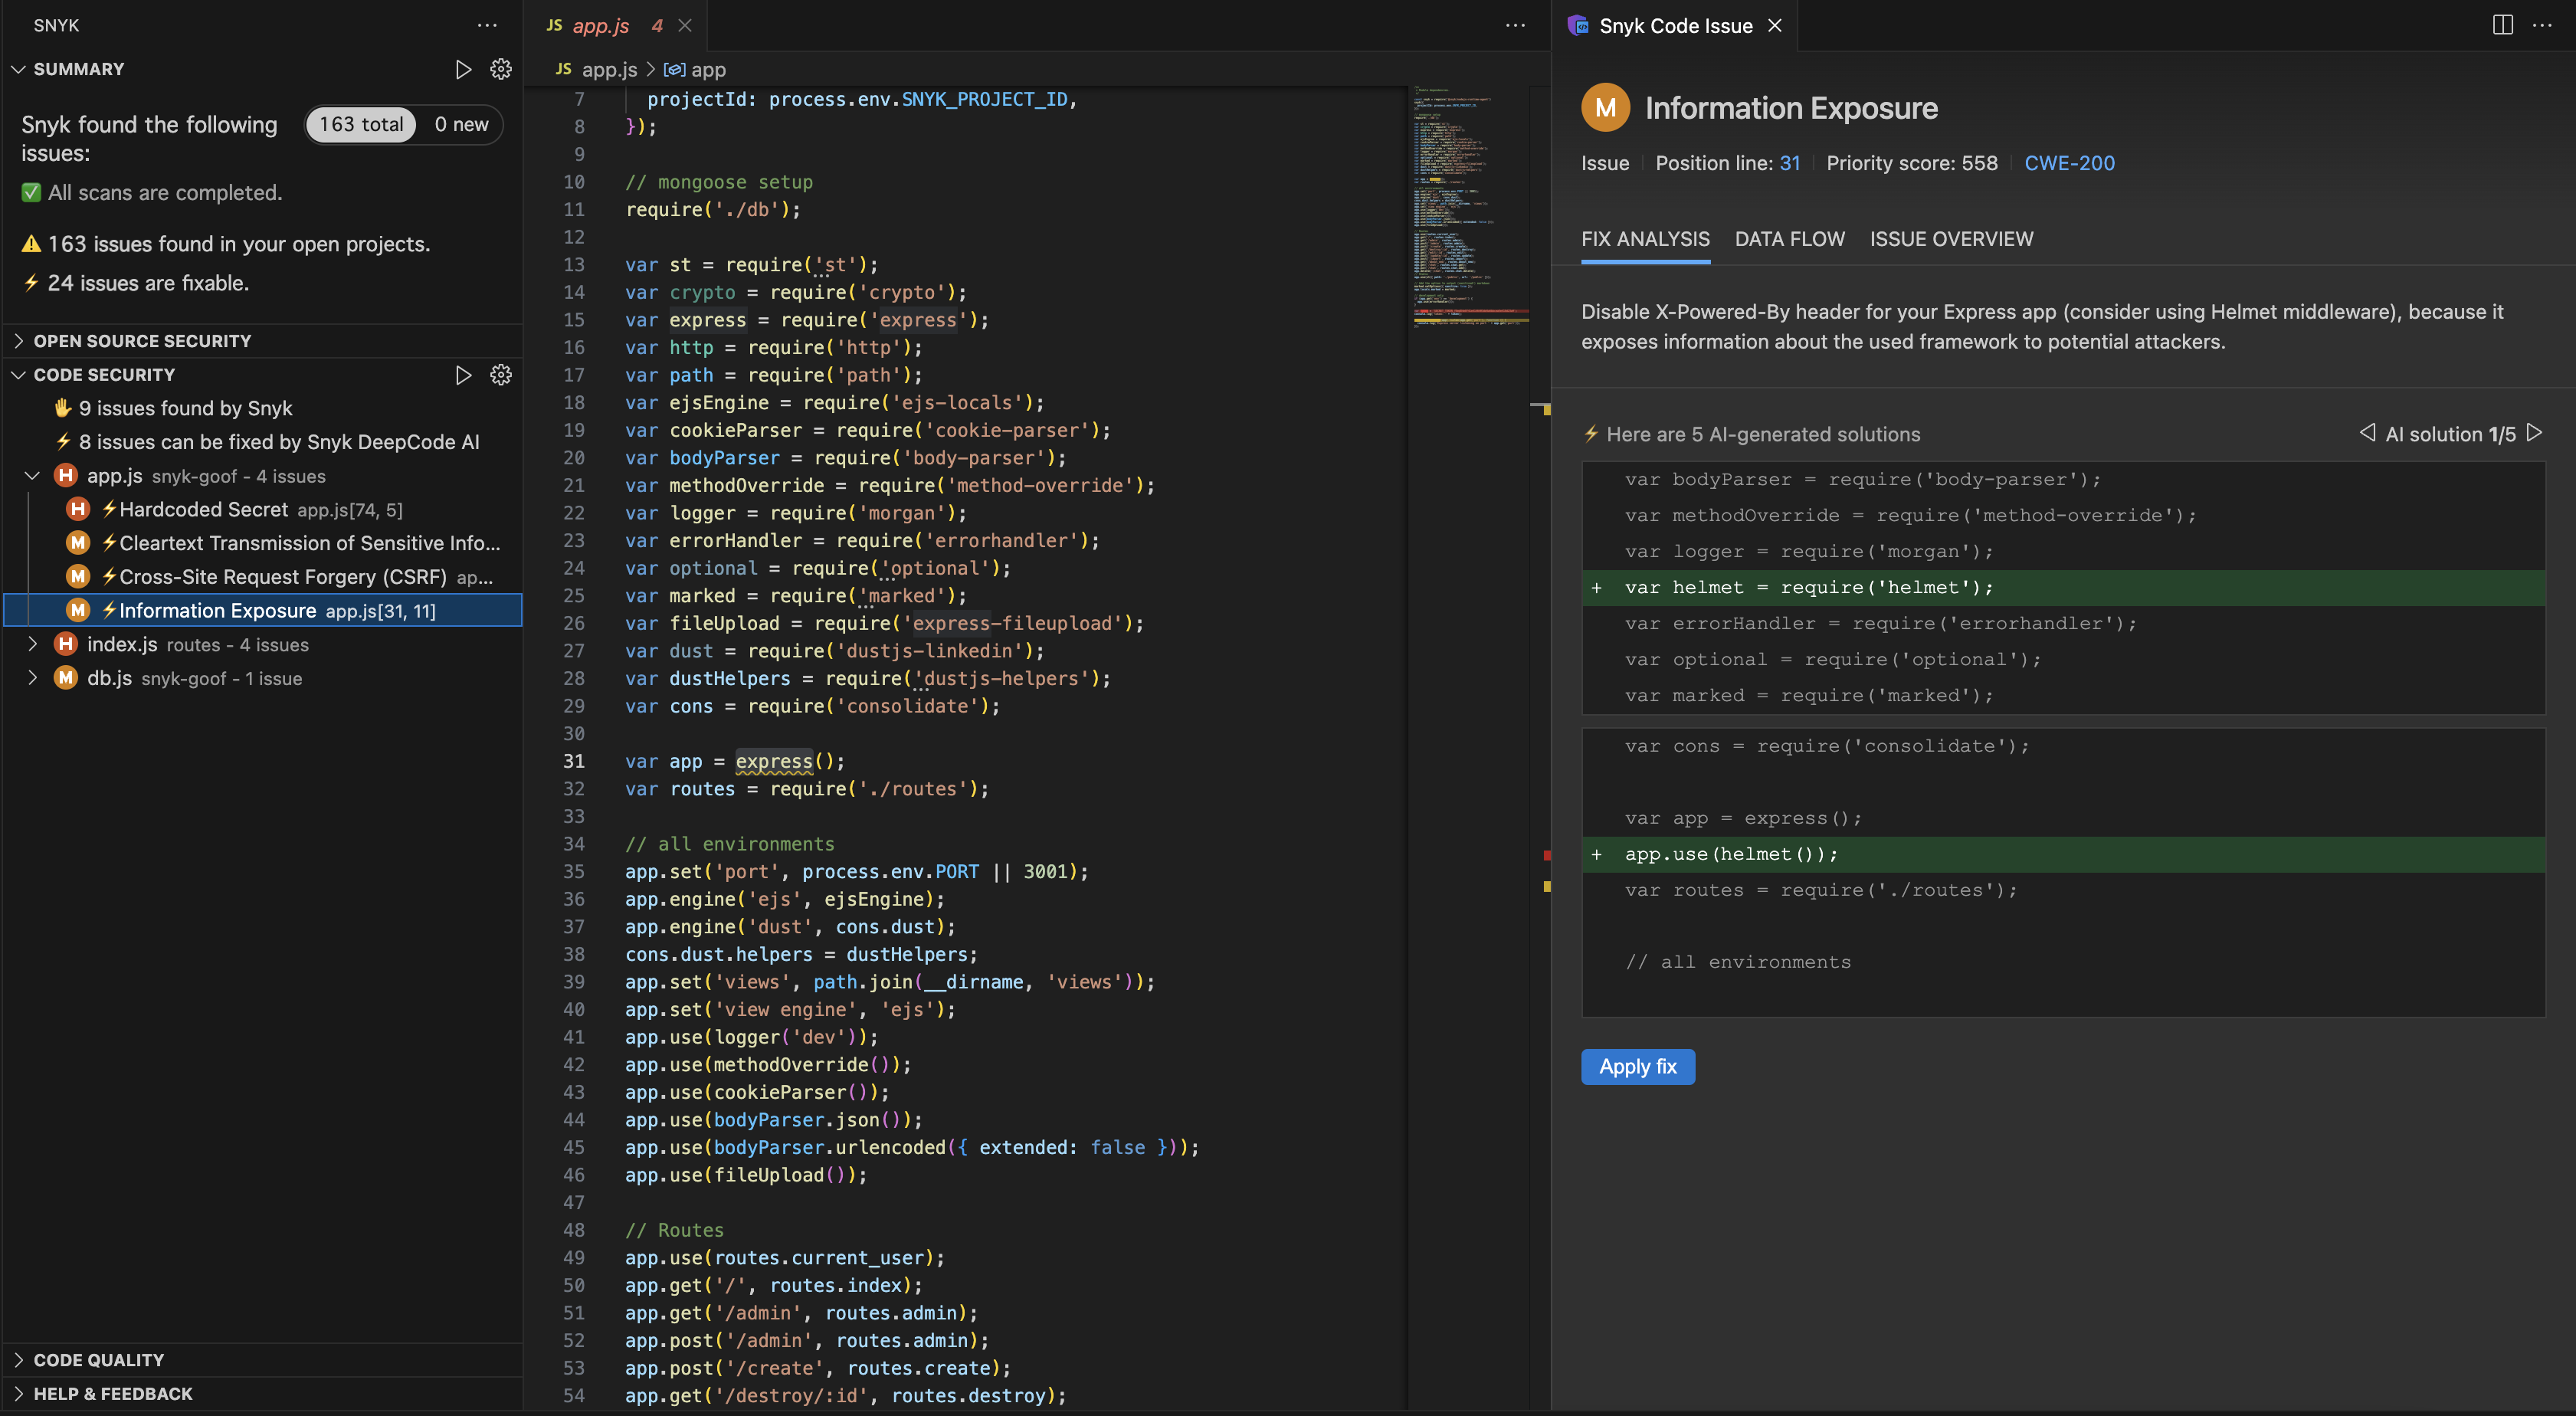 SNYK
SUMMARY
Snyk found the following
issues:
163 total
0 new
✅ All scans are completed.
⚠ 163 issues found in your open projects.
⚡ 24 issues are fixable.
OPEN SOURCE SECURITY
CODE SECURITY
✋ 9 issues found by Snyk
⚡ 8 issues can be fixed by Snyk DeepCode AI
H app.js snyk-goof - 4 issues
H ⚡Hardcoded Secret app.js[74, 5]
M ⚡Cleartext Transmission of Sensitive Info...
M ⚡Cross-Site Request Forgery (CSRF) ap...
M ⚡Information Exposure app.js[31, 11]
H index.js routes - 4 issues
M db.js snyk-goof - 1 issue
CODE QUALITY
HELP & FEEDBACK
JS app.js 4
JS app.js > app
7 projectId: process.env.SNYK_PROJECT_ID,
8 });
9
10 // mongoose setup
11 require('./db');
12
13 var st = require('st');
14 var crypto = require('crypto');
15 var express = require('express');
16 var http = require('http');
17 var path = require('path');
18 var ejsEngine = require('ejs-locals');
19 var cookieParser = require('cookie-parser');
20 var bodyParser = require('body-parser');
21 var methodOverride = require('method-override');
22 var logger = require('morgan');
23 var errorHandler = require('errorhandler');
24 var optional = require('optional');
25 var marked = require('marked');
26 var fileUpload = require('express-fileupload');
27 var dust = require('dustjs-linkedin');
28 var dustHelpers = require('dustjs-helpers');
29 var cons = require('consolidate');
30
31 var app = express();
32 var routes = require('./routes');
33
34 // all environments
35 app.set('port', process.env.PORT || 3001);
36 app.engine('ejs', ejsEngine);
37 app.engine('dust', cons.dust);
38 cons.dust.helpers = dustHelpers;
39 app.set('views', path.join(__dirname, 'views'));
40 app.set('view engine', 'ejs');
41 app.use(logger('dev'));
42 app.use(methodOverride());
43 app.use(cookieParser());
44 app.use(bodyParser.json());
45 app.use(bodyParser.urlencoded({ extended: false }));
46 app.use(fileUpload());
47
48 // Routes
49 app.use(routes.current_user);
50 app.get('/', routes.index);
51 app.get('/admin', routes.admin);
52 app.post('/admin', routes.admin);
53 app.post('/create', routes.create);
54 app.get('/destroy/:id', routes.destroy);
Snyk Code Issue
M Information Exposure
Issue Position line: 31 Priority score: 558 CWE-200
FIX ANALYSIS DATA FLOW ISSUE OVERVIEW
Disable X-Powered-By header for your Express app (consider using Helmet middleware), because it
exposes information about the used framework to potential attackers.
⚡ Here are 5 AI-generated solutions
AI solution 1/5
var bodyParser = require('body-parser');
var methodOverride = require('method-override');
var logger = require('morgan');
+ var helmet = require('helmet');
var errorHandler = require('errorhandler');
var optional = require('optional');
var marked = require('marked');
var cons = require('consolidate');
var app = express();
+ app.use(helmet());
var routes = require('./routes');
// all environments
Apply fix